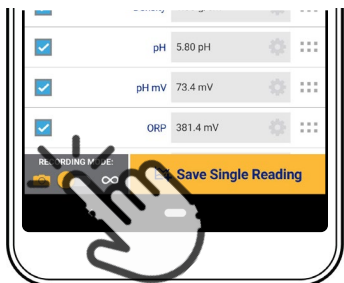 pH 5.80 pH
pH mV 73.4 mV
ORP 381.4 mV
RECORDING MODE:
Save Single Reading